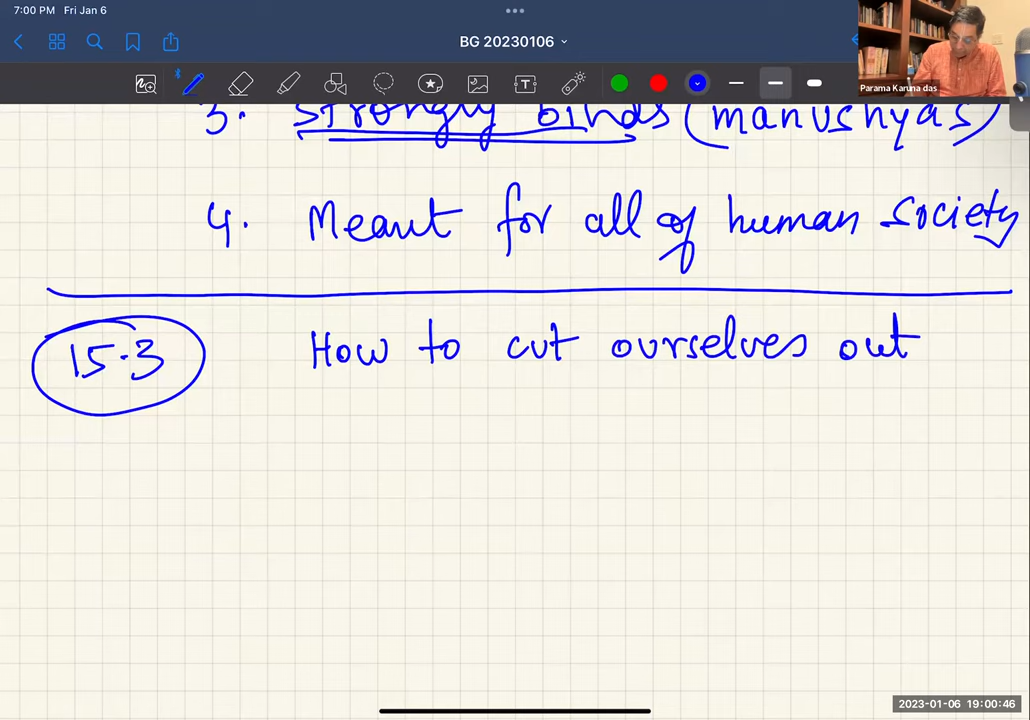 7:00 PM Fri Jan 6
BG 20230106
Parama Karuna das
3. strongly binds (manushyas)
4. Meant for all of human society
15.3 How to cut ourselves out
2023-01-06 19:00:46